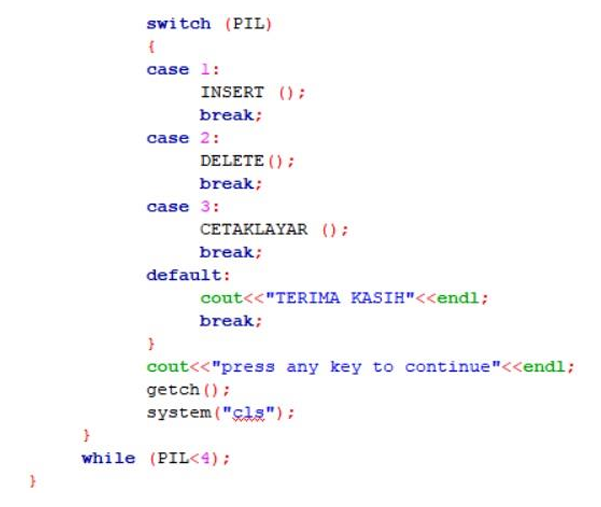 switch (PIL)
{
case 1:
INSERT ();
break;
case 2:
DELETE();
break;
case 3:
CETAKLAYAR ();
break;
default:
cout<<"TERIMA KASIH"<<endl;
break;
}
cout<<"press any key to continue"<<endl;
getch();
system("cls");
}
while (PIL<4);
}